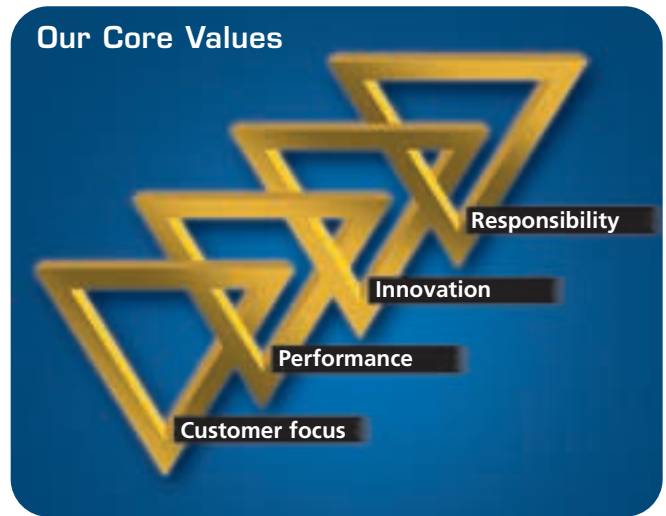 Our Core Values
Responsibility
Innovation
Performance
Customer focus